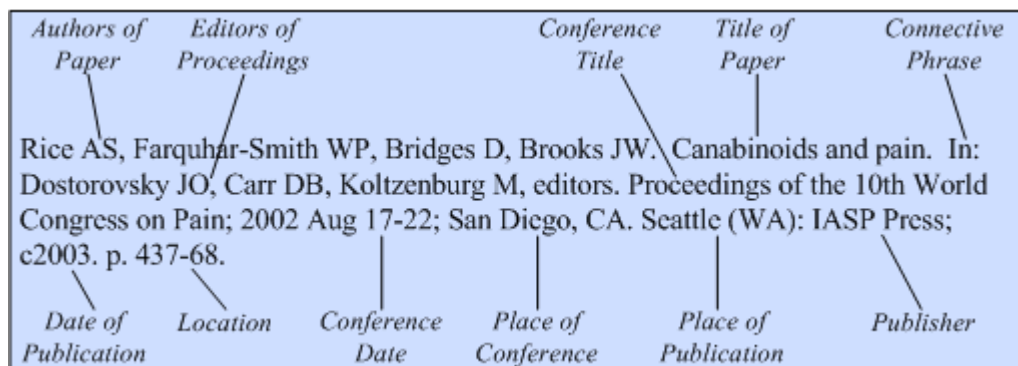 Authors of Editors of Conference Title of Connective
Paper Proceedings Title Paper Phrase
Rice AS, Farquhar-Smith WP, Bridges D, Brooks JW. Canabinoids and pain. In:
Dostorovsky JO, Carr DB, Koltzenburg M, editors. Proceedings of the 10th World
Congress on Pain; 2002 Aug 17-22; San Diego, CA. Seattle (WA): IASP Press;
c2003. p. 437-68.
Date of Location Conference Place of Place of Publisher
Publication Date Conference Publication